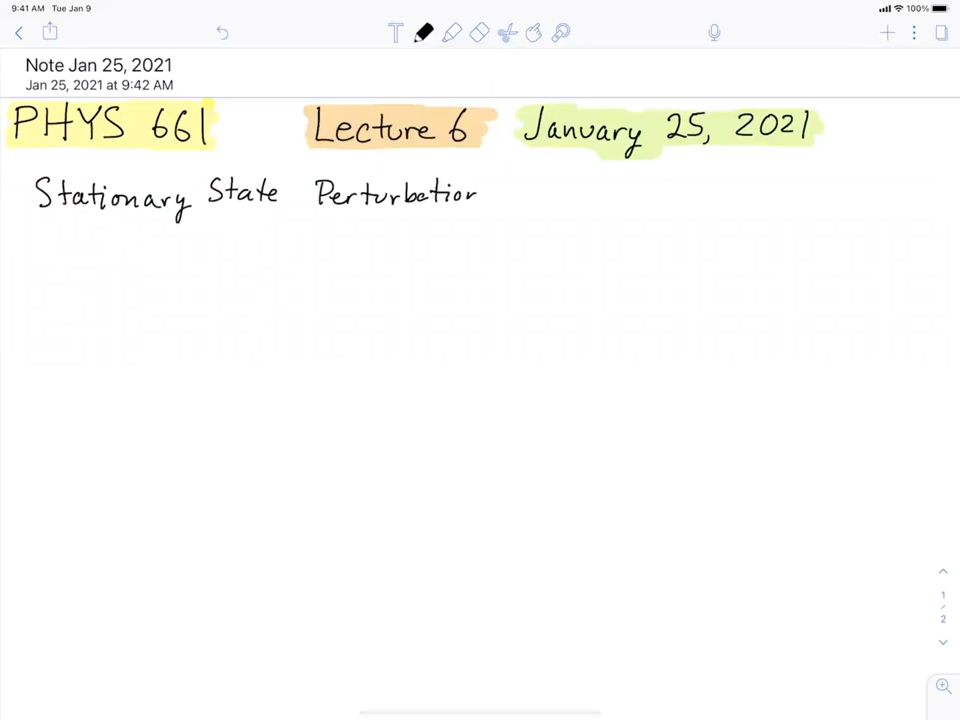 9:41 AM Tue Jan 9 100%
Note Jan 25, 2021
Jan 25, 2021 at 9:42 AM
PHYS 661 Lecture 6 January 25, 2021
Stationary State Perturbation
1
/
2